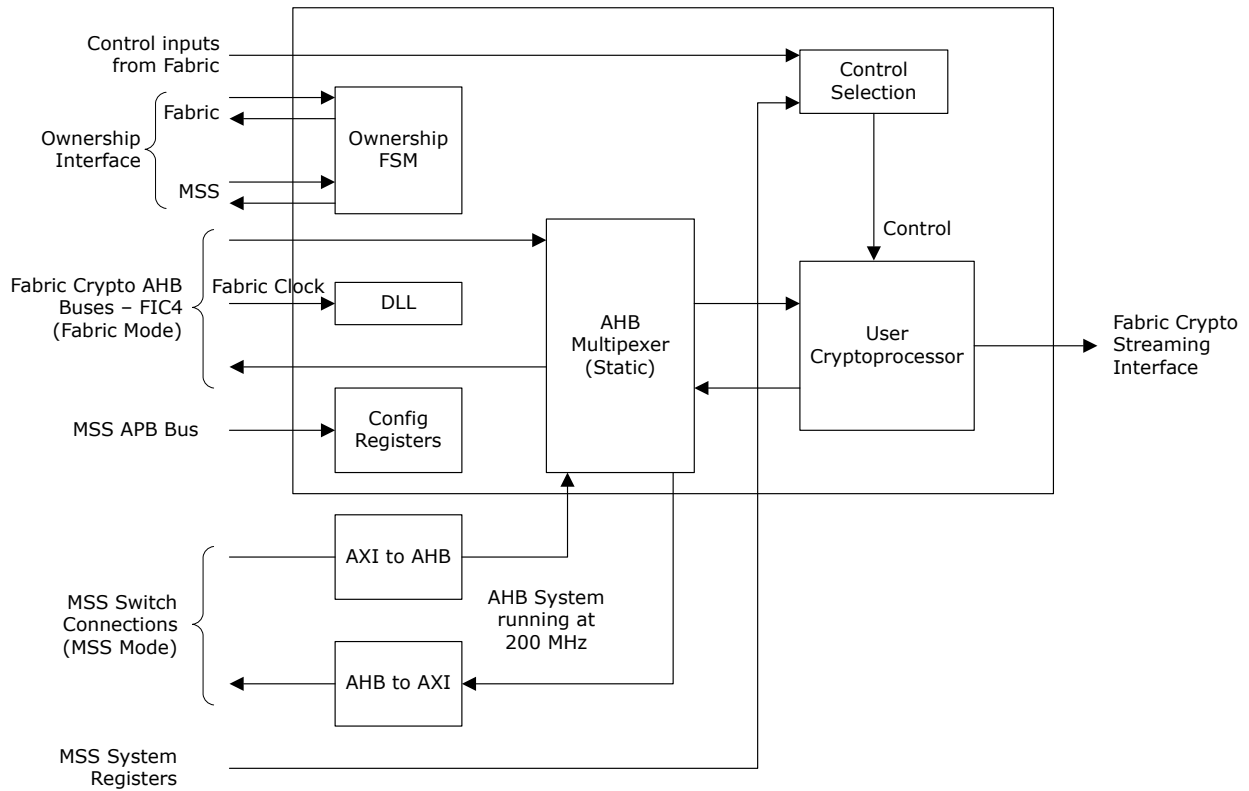 Control inputs
from Fabric
Control
Selection
Fabric
Ownership
Interface
MSS
Ownership
FSM
Control
Fabric Crypto AHB
Buses – FIC4
(Fabric Mode)
Fabric Clock
DLL
AHB
Multipexer
(Static)
User
Cryptoprocessor
Fabric Crypto
Streaming
Interface
MSS APB Bus
Config
Registers
AXI to AHB
MSS Switch
Connections
(MSS Mode)
AHB System
running at
200 MHz
AHB to AXI
MSS System
Registers